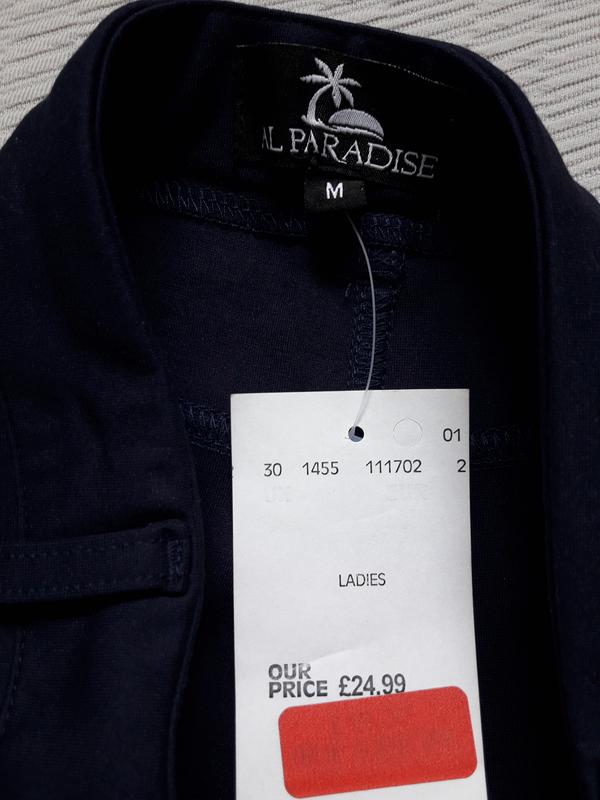 AL PARADISE
M
01
30 1455 111702 2
LADIES
OUR
PRICE £24.99